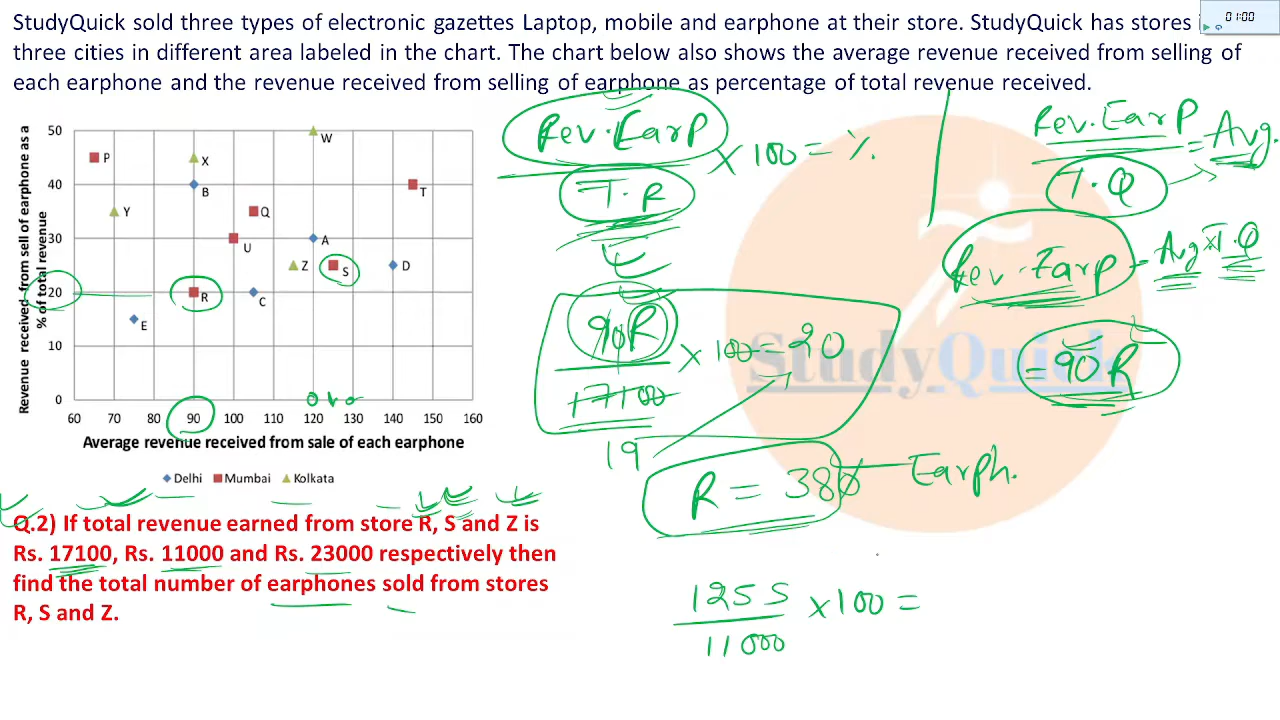 StudyQuick sold three types of electronic gazettes Laptop, mobile and earphone at their store. StudyQuick has stores
three cities in different area labeled in the chart. The chart below also shows the average revenue received from selling of
each earphone and the revenue received from selling of earphone as percentage of total revenue received.
01:00
Revenue received from sell of earphone as a
% of total revenue
50
40
30
20
10
0
W
P
X
B
T
Y
Q
U
A
Z
S
D
R
C
E
60 70 80 90 100 110 120 130 140 150 160
Average revenue received from sale of each earphone
Delhi Mumbai Kolkata
Q.2) If total revenue earned from store R, S and Z is
Rs. 17100, Rs. 11000 and Rs. 23000 respectively then
find the total number of earphones sold from stores
R, S and Z.
Rev. Earp
T. R
× 100 = %.
Rev. Earp
T. Q
= Avg.
Rev. Earp = Avg × T. Q
= 90 R
90 R
17100
× 100 = 20
19
R = 380 Earph.
125 S
11000
× 100 =
StudyQuick